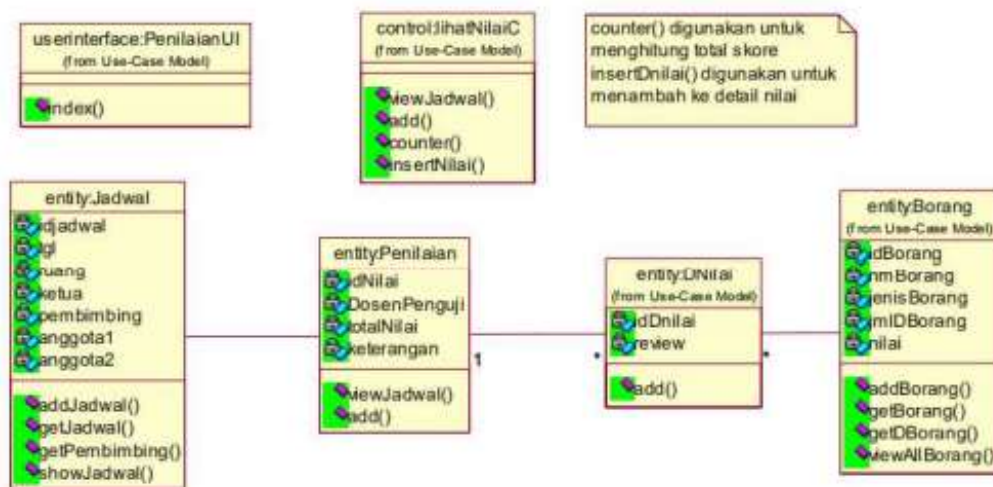 userinterface:PenilaianUI
(from Use-Case Model)
index()
control:lihatNilaiC
(from Use-Case Model)
viewJadwal()
add()
counter()
insertNilai()
counter() digunakan untuk
menghitung total skore
insertDnilai() digunakan untuk
menambah ke detail nilai
entity:Jadwal
idjadwal
tgl
ruang
ketua
pembimbing
anggota1
anggota2
addJadwal()
getJadwal()
getPembimbing()
showJadwal()
entity:Penilaian
idNilai
DosenPenguji
totalNilai
keterangan
viewJadwal()
add()
1
*
entity:DNilai
(from Use-Case Model)
idDnilai
review
add()
*
entity:Borang
(from Use-Case Model)
idBorang
nmBorang
jenisBorang
jmlDBorang
nilai
addBorang()
getBorang()
getDBorang()
viewAllBorang()